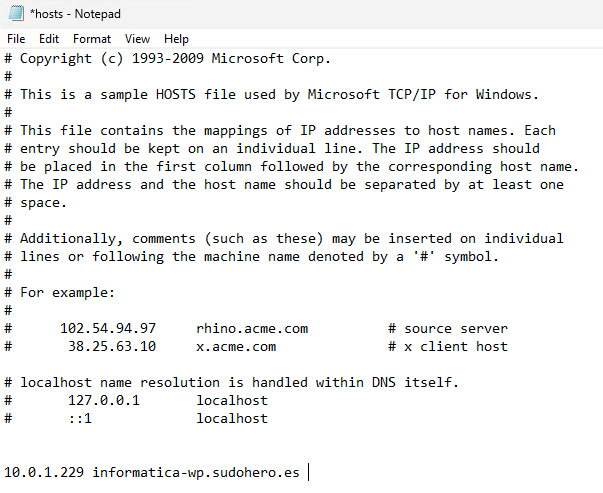 *hosts - Notepad
File Edit Format View Help
# Copyright (c) 1993-2009 Microsoft Corp.
#
# This is a sample HOSTS file used by Microsoft TCP/IP for Windows.
#
# This file contains the mappings of IP addresses to host names. Each
# entry should be kept on an individual line. The IP address should
# be placed in the first column followed by the corresponding host name.
# The IP address and the host name should be separated by at least one
# space.
#
# Additionally, comments (such as these) may be inserted on individual
# lines or following the machine name denoted by a '#' symbol.
#
# For example:
#
#      102.54.94.97     rhino.acme.com          # source server
#       38.25.63.10     x.acme.com              # x client host

# localhost name resolution is handled within DNS itself.
#       127.0.0.1       localhost
#       ::1             localhost


10.0.1.229 informatica-wp.sudohero.es